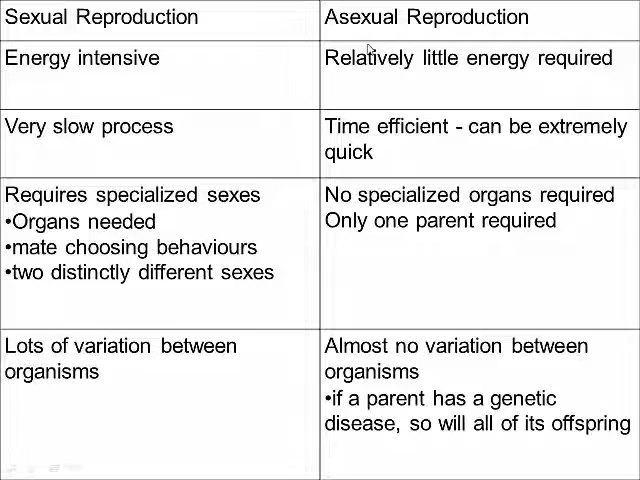 Sexual Reproduction
Asexual Reproduction
Energy intensive
Relatively little energy required
Very slow process
Time efficient - can be extremely
quick
Requires specialized sexes
•Organs needed
•mate choosing behaviours
•two distinctly different sexes
No specialized organs required
Only one parent required
Lots of variation between
organisms
Almost no variation between
organisms
•if a parent has a genetic
disease, so will all of its offspring